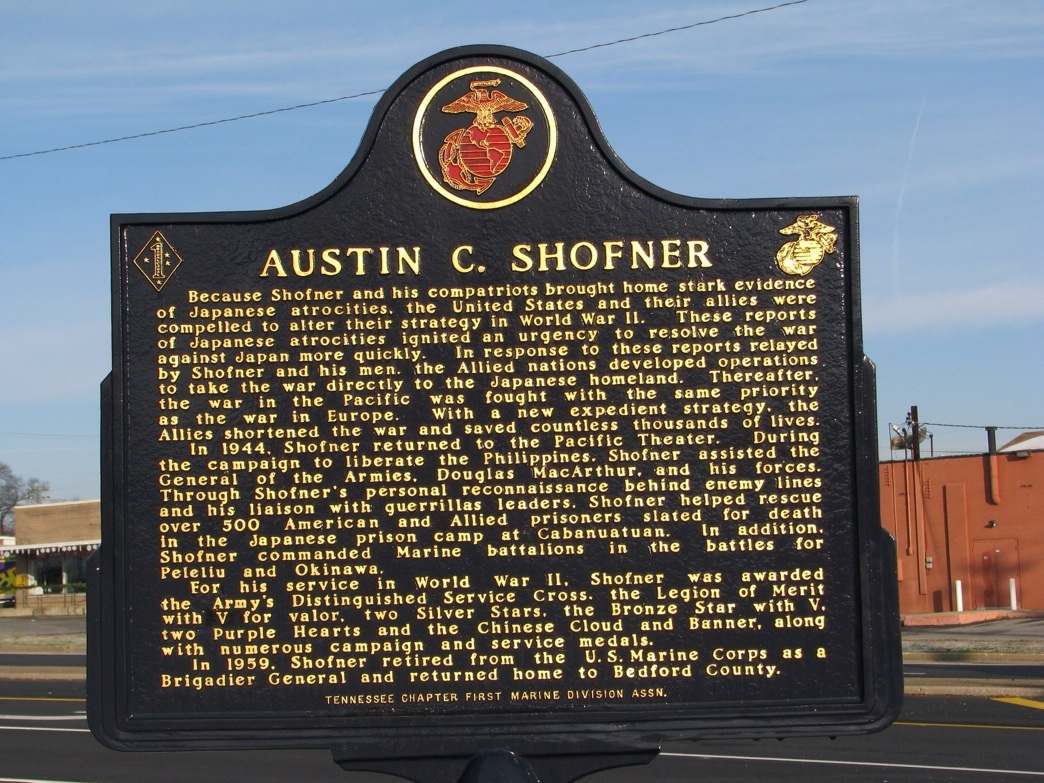 AUSTIN C. SHOFNER
Because Shofner and his compatriots brought home stark evidence
of Japanese atrocities, the United States and their allies were
compelled to alter their strategy in World War II. These reports
of Japanese atrocities ignited an urgency to resolve the war
against Japan more quickly. In response to these reports relayed
by Shofner and his men, the Allied nations developed operations
to take the war directly to the Japanese homeland. Thereafter,
the war in the Pacific was fought with the same priority
as the war in Europe. With a new expedient strategy, the
Allies shortened the war and saved countless thousands of lives.
In 1944, Shofner returned to the Pacific Theater. During
the campaign to liberate the Philippines, Shofner assisted the
General of the Armies, Douglas MacArthur, and his forces.
Through Shofner's personal reconnaissance behind enemy lines
and his liaison with guerrillas leaders, Shofner helped rescue
over 500 American and Allied prisoners slated for death
in the Japanese prison camp at Cabanuatuan. In addition,
Shofner commanded Marine battalions in the battles for
Peleliu and Okinawa.
For his service in World War II, Shofner was awarded
the Army's Distinguished Service Cross, the Legion of Merit
with V for valor, two Silver Stars, the Bronze Star with V,
two Purple Hearts and the Chinese Cloud and Banner, along
with numerous campaign and service medals.
In 1959, Shofner retired from the U.S. Marine Corps as a
Brigadier General and returned home to Bedford County.
TENNESSEE CHAPTER FIRST MARINE DIVISION ASSN.